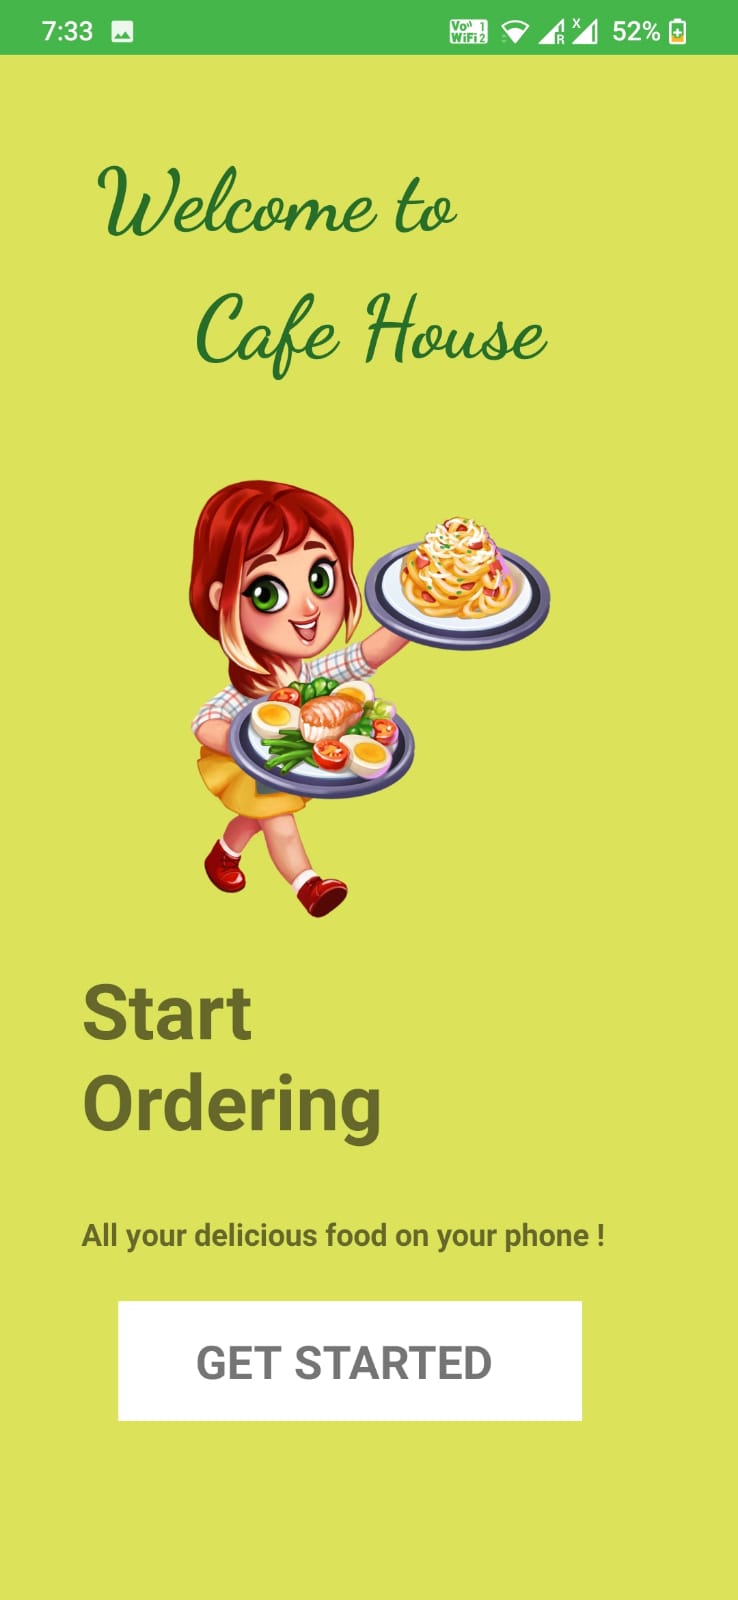 7:33 Vo)) 1 52%
WiFi 2 R X
Welcome to
Cafe House
Start
Ordering
All your delicious food on your phone !
GET STARTED